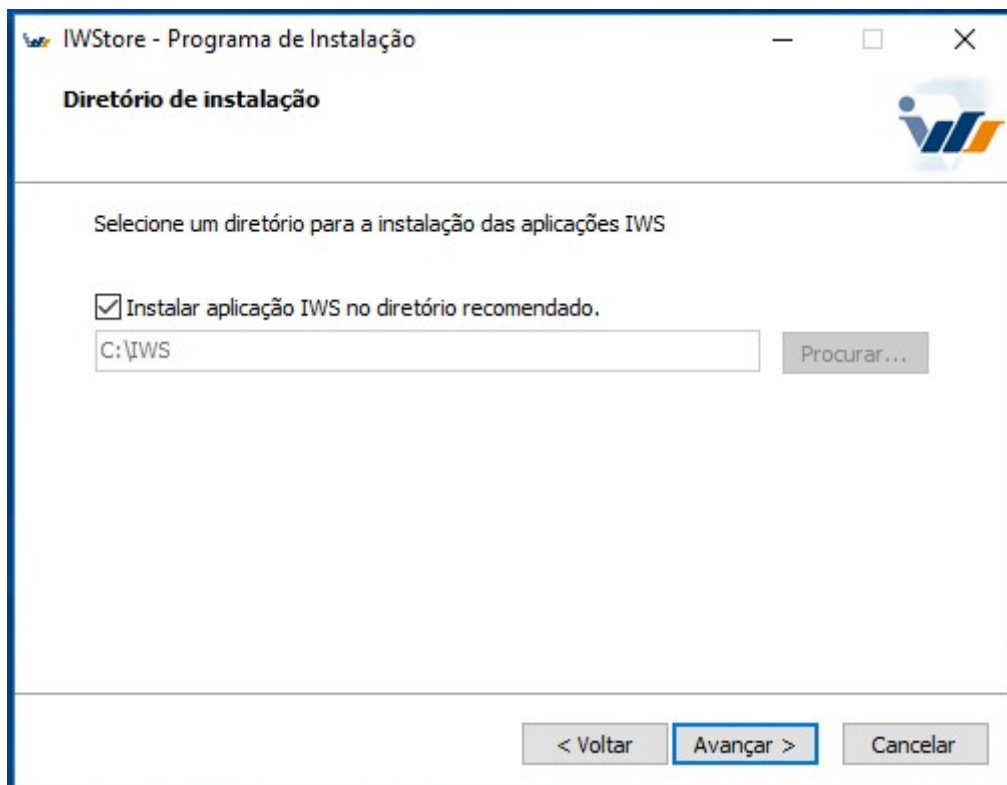 IWStore - Programa de Instalação
Diretório de instalação
iws
Selecione um diretório para a instalação das aplicações IWS
Instalar aplicação IWS no diretório recomendado.
C:\IWS
Procurar...
< Voltar
Avançar >
Cancelar